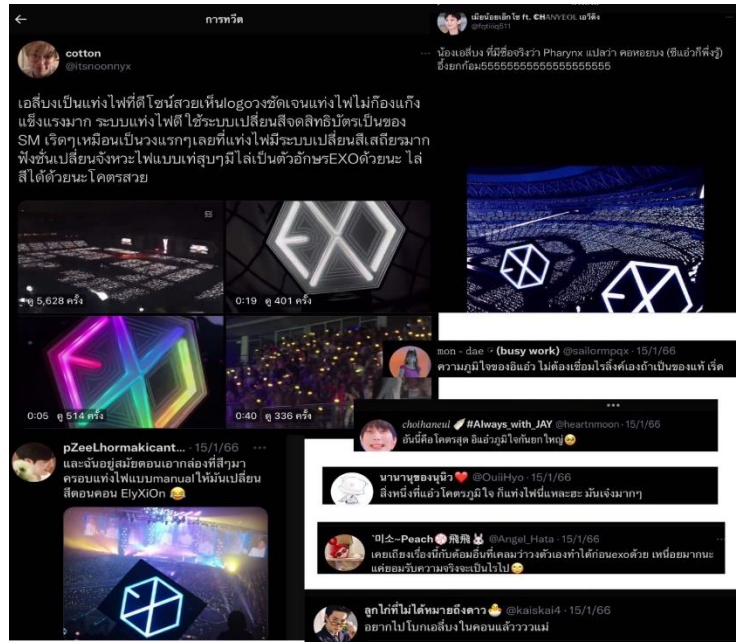 การทวีต
cotton
@itsnoonnyx
เอลี่บงเป็นแท่งไฟที่ดีไซน์สวยเห็นlogoวงชัดเจนแท่งไฟไม่ก๊องแก๊ง
แข็งแรงมาก ระบบแท่งไฟดี ใช้ระบบเปลี่ยนสีจดสิทธิบัตรเป็นของ
SM เริดๆเหมือนเป็นวงแรกๆเลยที่แท่งไฟมีระบบเปลี่ยนสีเสถียรมาก
ฟังชั่นเปลี่ยนจังหวะไฟแบบเท่สุบๆมีไล่เป็นตัวอักษรEXOด้วยนะ ไล่
สีได้ด้วยนะโคตรสวย
ดู 5,628 ครั้ง
0:19 ดู 401 ครั้ง
0:05 ดู 514 ครั้ง
0:40 ดู 336 ครั้ง
เมียน้อยเอ็กโซ ft. CHANYEOL เอวีดึง
น้องเอลี่บง ที่มีชื่อจริงว่า Pharynx แปลว่า คอหอยบง (ซึแอ๋วก็พึ่งรู้)
อึ้งยกก้อม55555555555555555555
mon - dae (busy work) @sailormpqx · 15/1/66
ความภูมิใจของอิแอ๋ว ไม่ต้องเชื่อมไรลิ้งค์เองถ้าเป็นของแท้ เริ่ด
chothaneul #Always_with_JAY @heartnmoon · 15/1/66
อันนี้คือโคตรสุด อิแอ๋วภูมิใจกันยกใหญ่
pZeeLhormakicant... · 15/1/66
และฉันอยู่สมัยตอนเอากล่องที่สีๆมา
ครอบแท่งไฟแบบmanual ให้มันเปลี่ยน
สีตอนคอน ElyXiOn
นานานุของนุนิว @OuiiHyo · 15/1/66
สิ่งหนึ่งที่แอ๋วโคตรภูมิใจ ก็แท่งไฟนี่แหละฮะ มันเจ๋งมากๆ
`미소~Peach 飛飛 @Angel_Hata · 15/1/66
เคยเถียงเรื่องนี้กับด้อมอื่นที่เคลมว่าวงตัวเองทำได้ก่อนexoด้วย เหนื่อยมากนะ
แค่ยอมรับความจริงจะเป็นไรไป
ลูกไก่ที่ไม่ได้หมายถึงดาว @kaiskai4 · 15/1/66
อยากไปโบกเอลี่บงในคอนแล้วววแม่